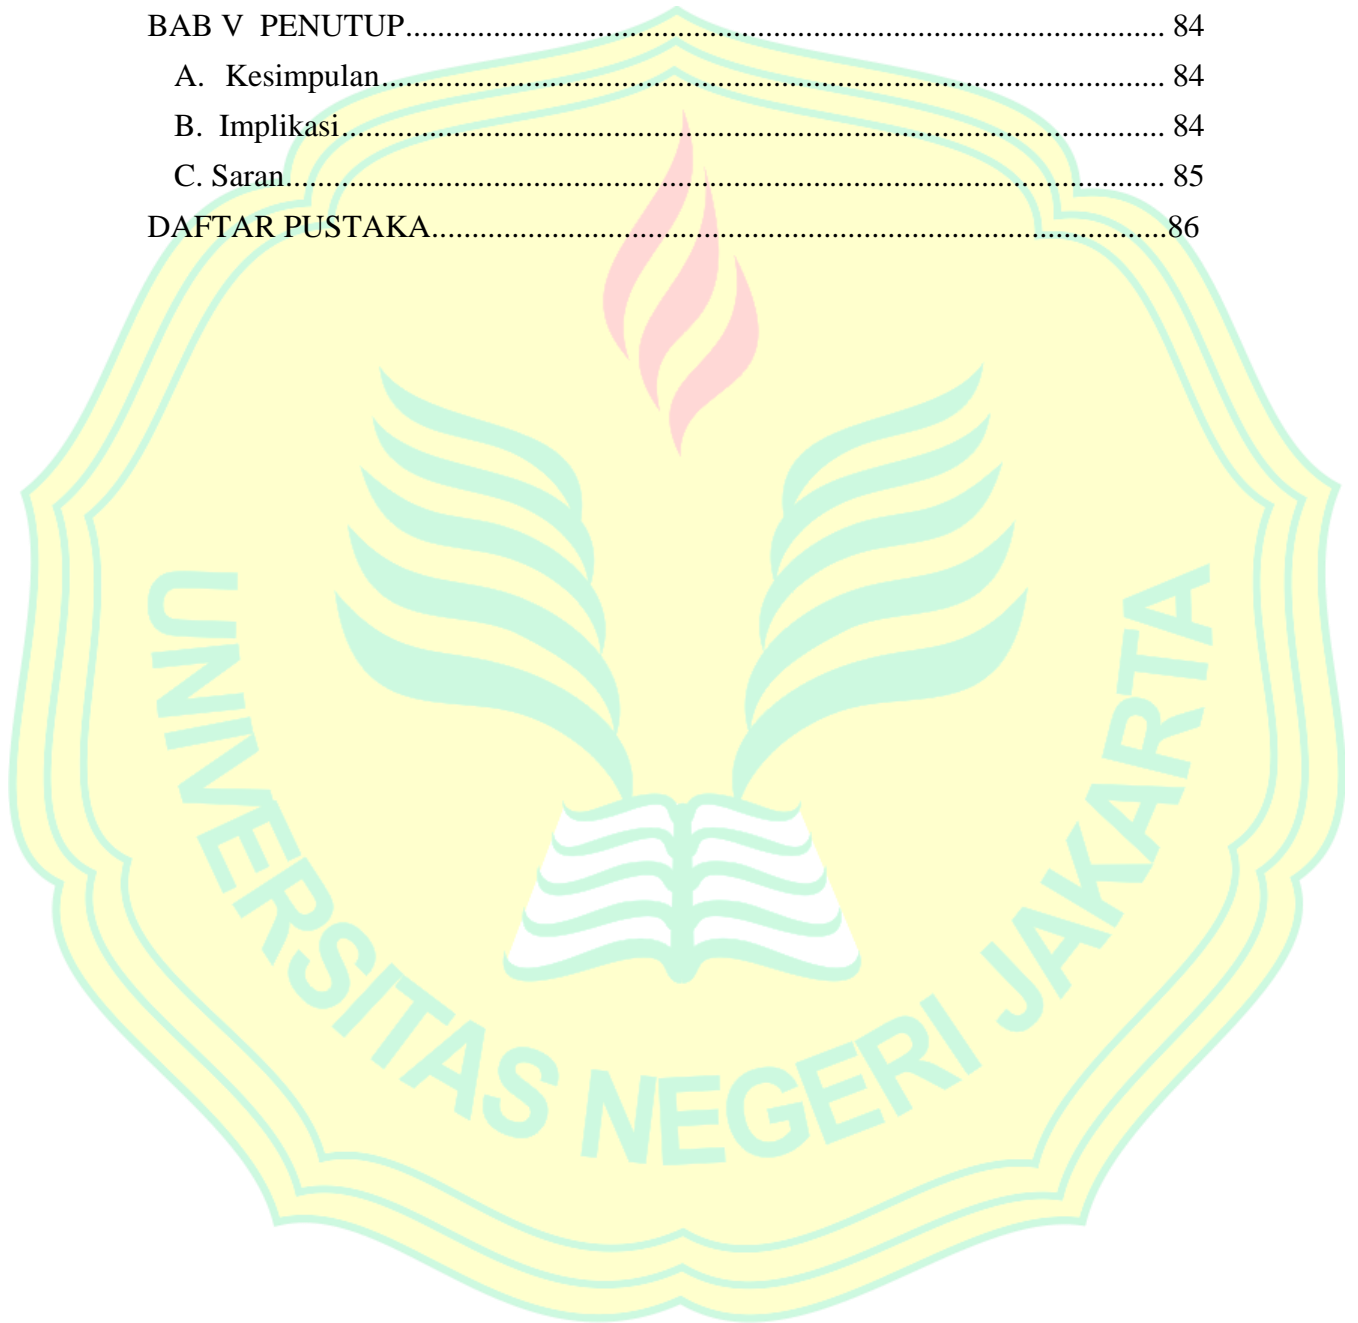 BAB V  PENUTUP............................................................................................... 84
A.  Kesimpulan.................................................................................................. 84
B.  Implikasi....................................................................................................... 84
C. Saran.............................................................................................................. 85
DAFTAR PUSTAKA............................................................................................86
UNIVERSITAS NEGERI JAKARTA